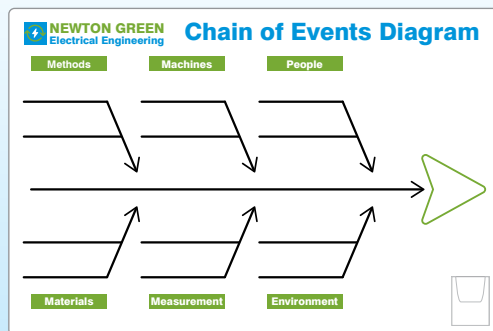 NEWTON GREEN
Electrical Engineering
Chain of Events Diagram
Methods
Machines
People
Materials
Measurement
Environment